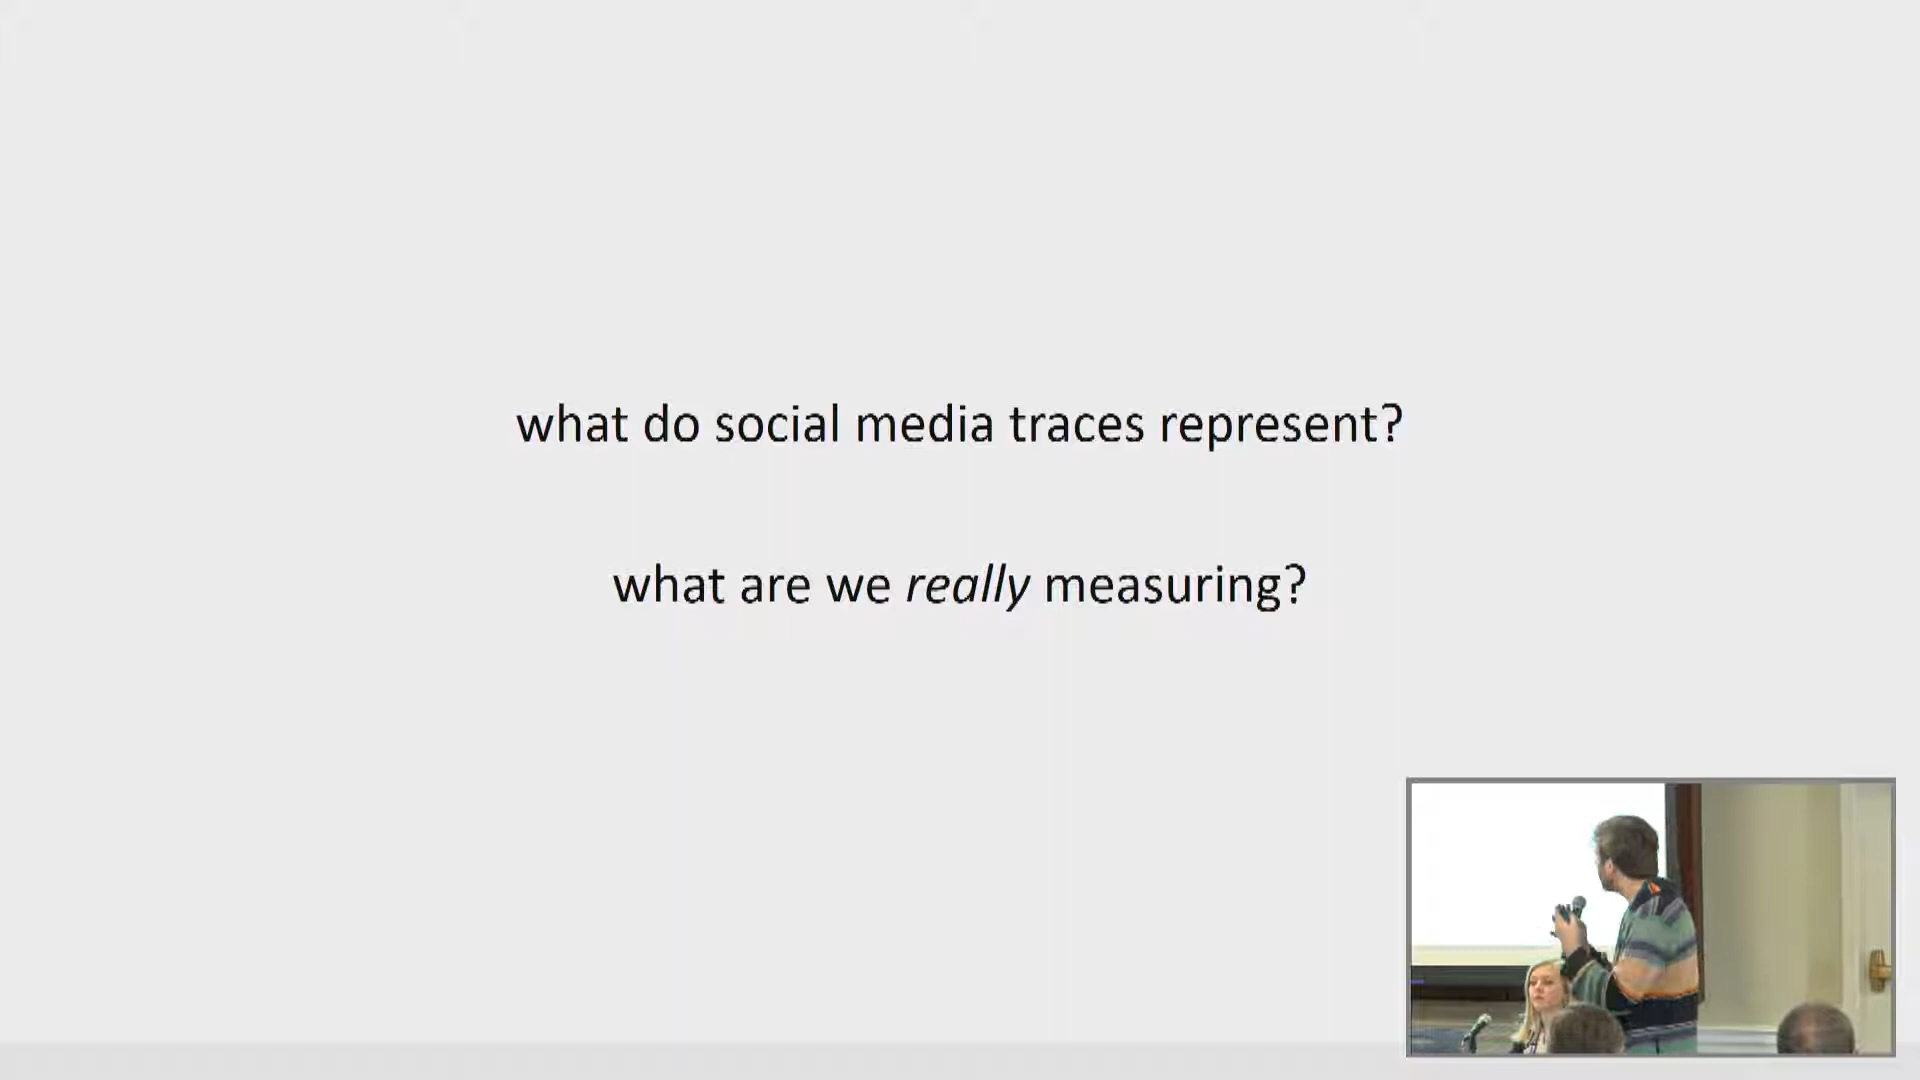 what do social media traces represent?
what are we really measuring?